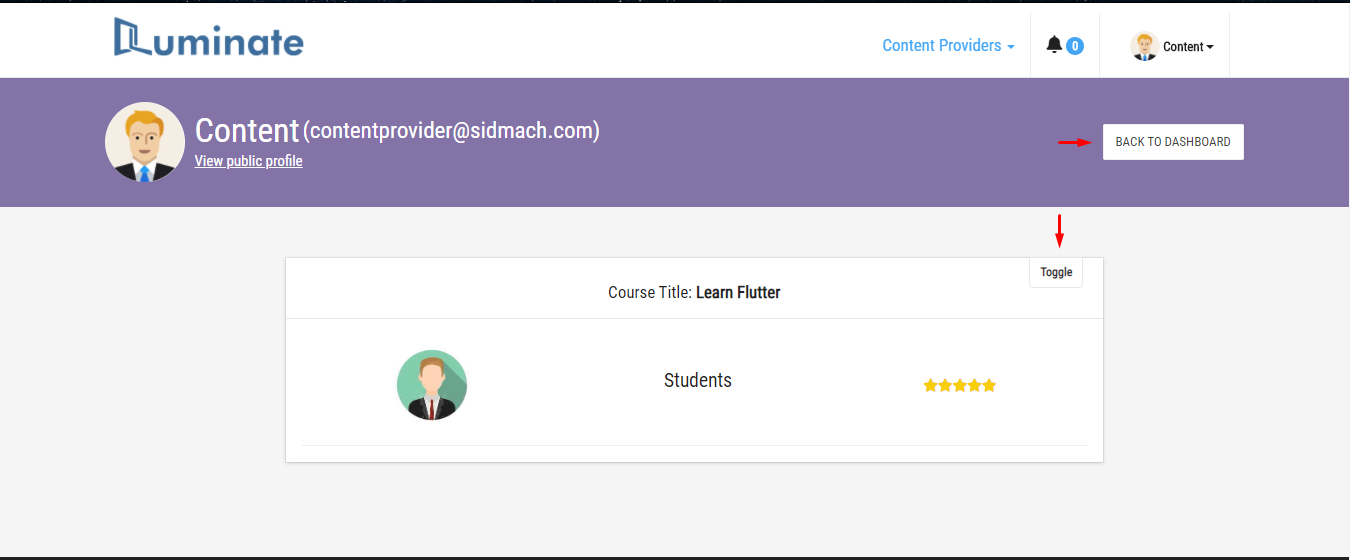 Iluminate
Content Providers
0
Content
Content (contentprovider@sidmach.com)
View public profile
BACK TO DASHBOARD
Toggle
Course Title: Learn Flutter
Students